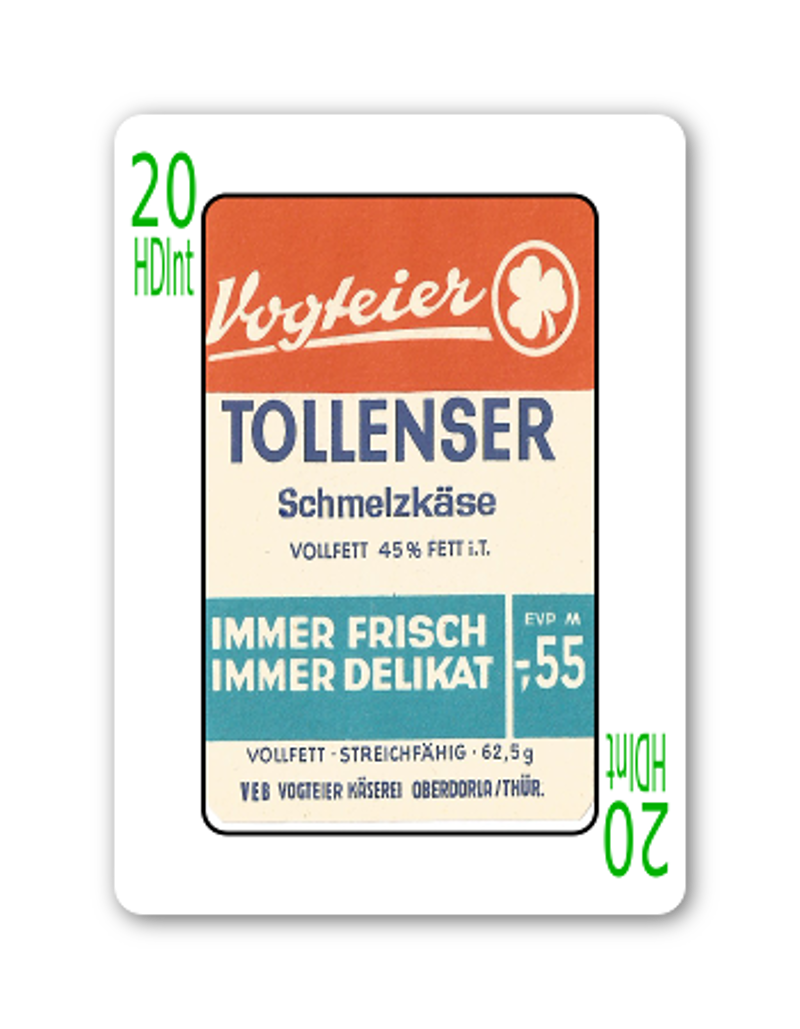 20
HDInt
Vogteier
TOLLENSER
Schmelzkäse
VOLLFETT 45% FETT i.T.
IMMER FRISCH
IMMER DELIKAT
EVP M
-,55
VOLLFETT · STREICHFÄHIG · 62,5g
VEB VOGTEIER KÄSEREI OBERDORLA/THÜR.
HDInt
20